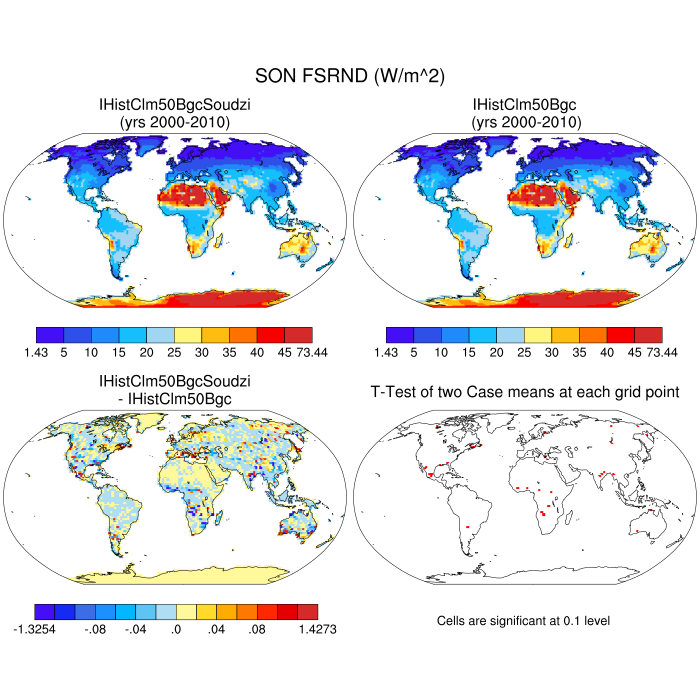 SON FSRND (W/m^2)
IHistClm50BgcSoudzi
(yrs 2000-2010)
IHistClm50Bgc
(yrs 2000-2010)
1.43 5 10 15 20 25 30 35 40 45 73.44
1.43 5 10 15 20 25 30 35 40 45 73.44
IHistClm50BgcSoudzi
- IHistClm50Bgc
T-Test of two Case means at each grid point
-1.3254 -.08 -.04 .0 .04 .08 1.4273
Cells are significant at 0.1 level